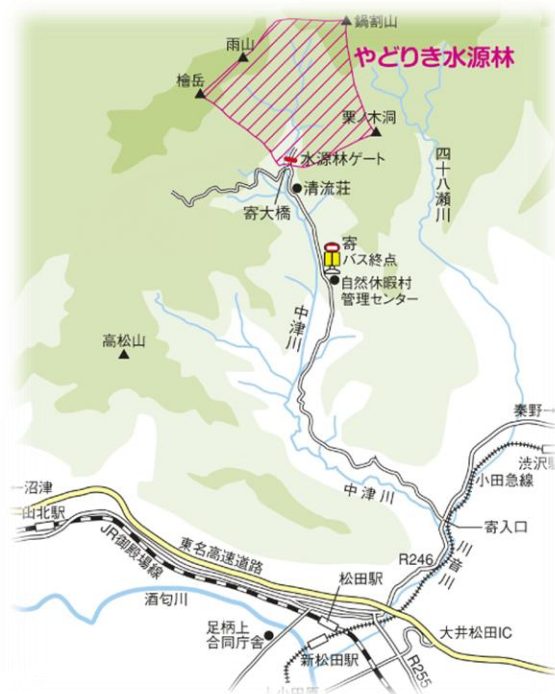 鍋割山
雨山
やどりき水源林
檜岳
栗ノ木洞
水源林ゲート
四十八瀬川
清流荘
寄大橋
寄
バス終点
自然休暇村
管理センター
中津川
高松山
秦野
渋沢
小田急線
沼津
山北駅
中津川
寄入口
JR御殿場線
東名高速道路
川音川
R246
松田駅
酒匂川
足柄上
合同庁舎
大井松田IC
新松田駅
R255
小田原